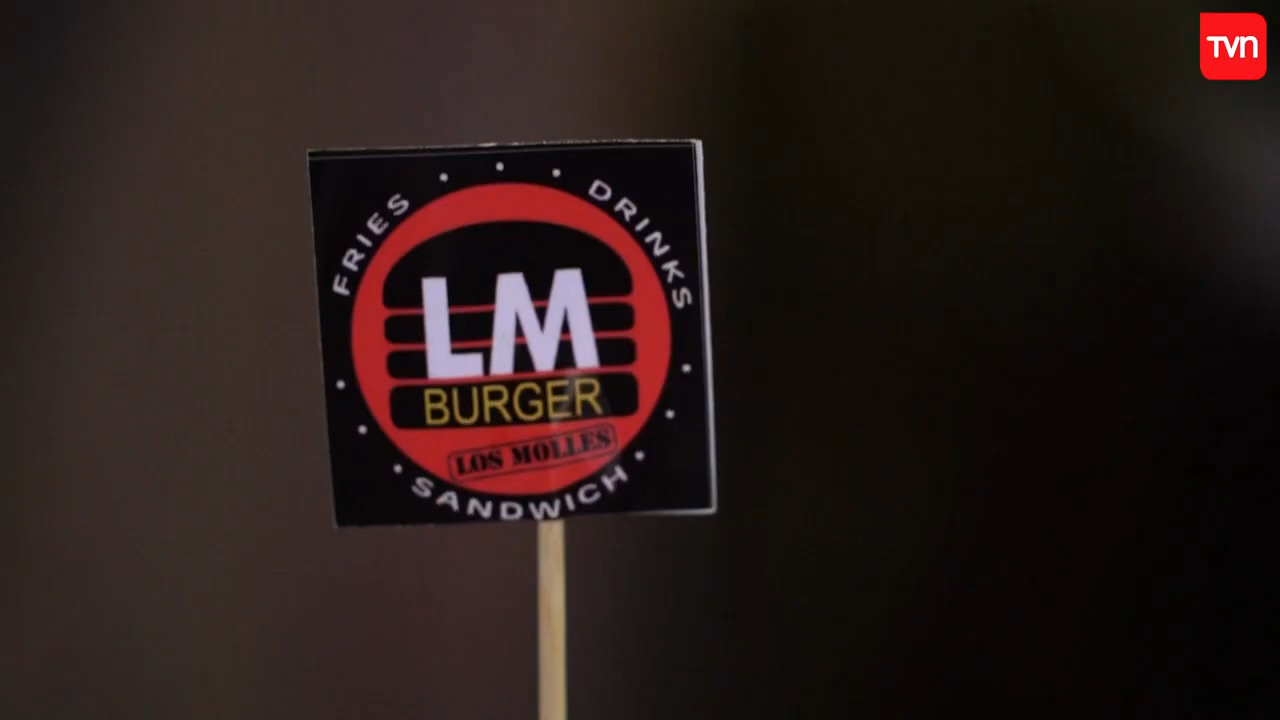 TVN
FRIES
DRINKS
LM
BURGER
LOS MOLLES
SANDWICH